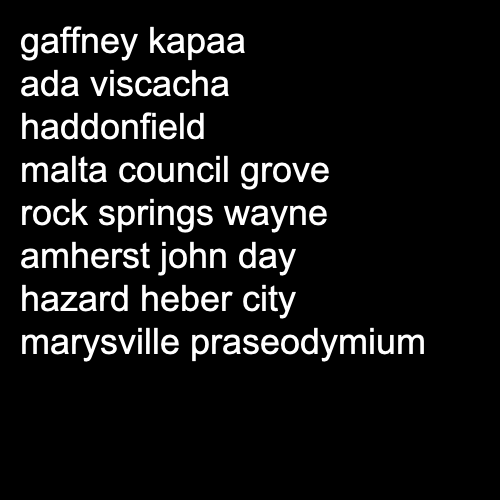 gaffney kapaa
ada viscacha
haddonfield
malta council grove
rock springs wayne
amherst john day
hazard heber city
marysville praseodymium